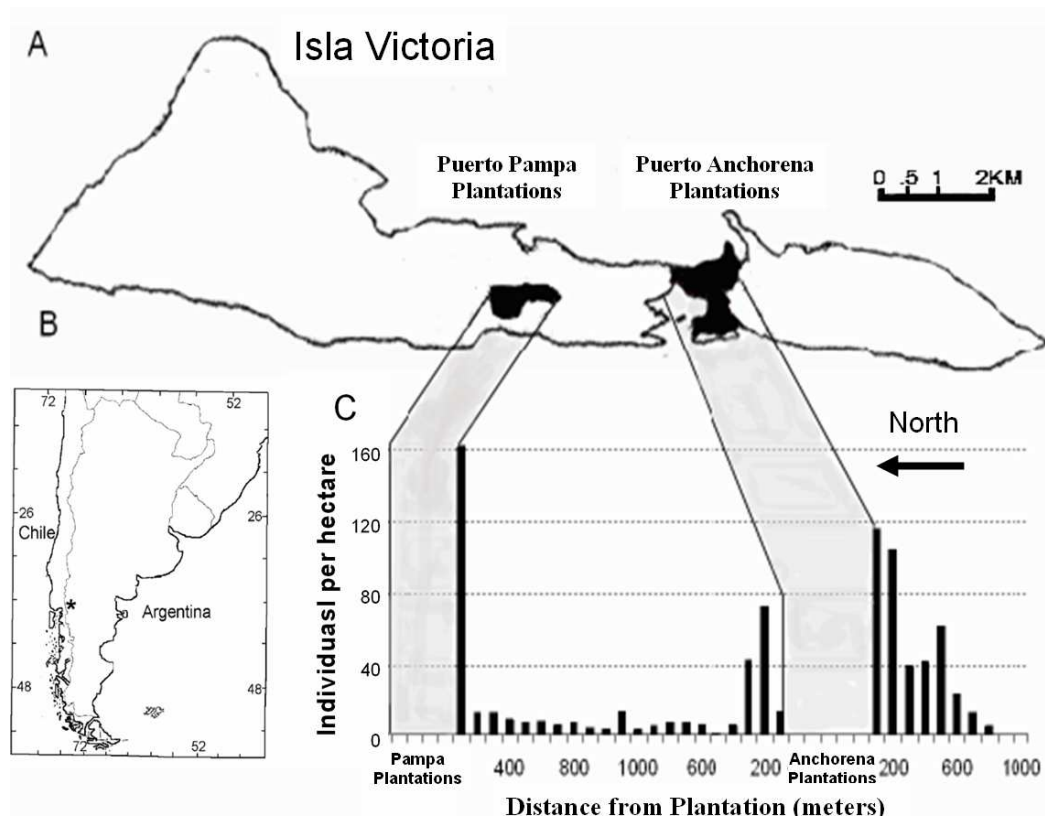 A
Isla Victoria
Puerto Pampa
Plantations
Puerto Anchorena
Plantations
0 .5 1 2KM
B
72
52
26
26
Chile
*
Argentina
48
48
72
52
C
North
Individuasl per hectare
160
120
80
40
0
Pampa
Plantations
400 800 1000 600 200
Anchorena
Plantations
200 600 1000
Distance from Plantation (meters)